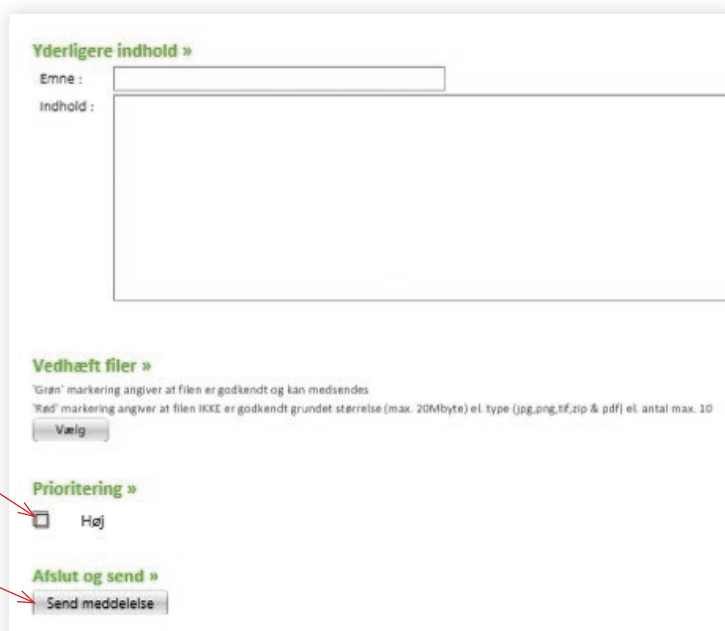 Yderligere indhold »
Emne :
Indhold :
Vedhæft filer »
'Grøn' markering angiver at filen er godkendt og kan medsendes
'Rød' markering angiver at filen IKKE er godkendt grundet størrelse (max. 20Mbyte) el. type (jpg,png,tif,zip & pdf) el. antal max. 10
Vælg
Prioritering »
Høj
Afslut og send »
Send meddelelse